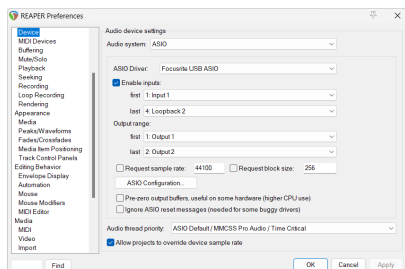 REAPER Preferences
Device
MIDI Devices
Buffering
Mute/Solo
Playback
Seeking
Recording
Loop Recording
Rendering
Appearance
Media
Peaks/Waveforms
Fades/Crossfades
Media Item Positioning
Track Control Panels
Editing Behavior
Envelope Display
Automation
Mouse
Mouse Modifiers
MIDI Editor
Media
MIDI
Video
Import
Find
Audio device settings
Audio system: ASIO
ASIO Driver: Focusrite USB ASIO
Enable inputs:
first 1: Input 1
last 4: Loopback 2
Output range:
first 1: Output 1
last 2: Output 2
Request sample rate: 44100 Request block size: 256
ASIO Configuration...
Pre-zero output buffers, useful on some hardware (higher CPU use)
Ignore ASIO reset messages (needed for some buggy drivers)
Audio thread priority: ASIO Default / MMCSS Pro Audio / Time Critical
Allow projects to override device sample rate
OK Cancel Apply